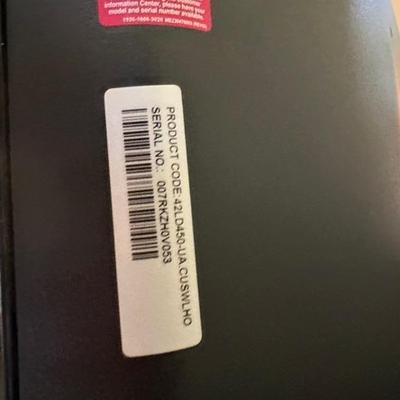 information Center, please have your
model and serial number available.
PRODUCT CODE:42LD450-UA.CUSWLHO
SERIAL NO.: 007RKZH0V053